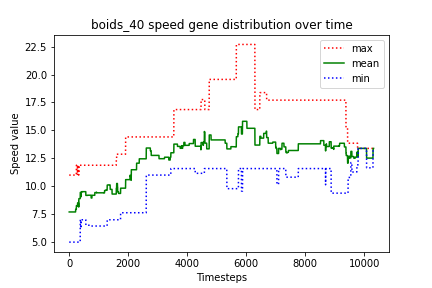 boids_40 speed gene distribution over time
Speed value
22.5
20.0
17.5
15.0
12.5
10.0
7.5
5.0
max
mean
min
0
2000
4000
6000
8000
10000
Timesteps